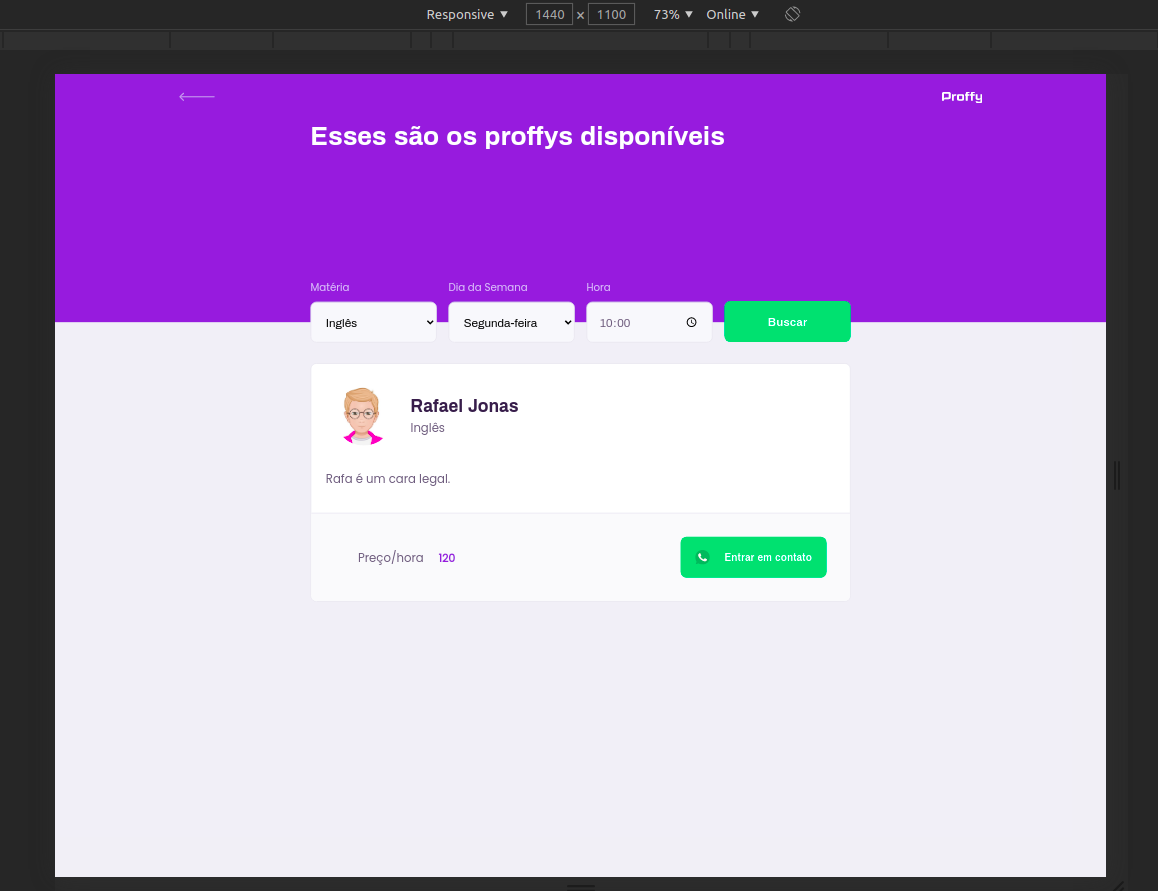 Responsive ▼ 1440 x 1100 73% ▼ Online ▼
Proffy
Esses são os proffys disponíveis
Matéria Dia da Semana Hora
Inglês Segunda-feira 10:00 Buscar
Rafael Jonas
Inglês
Rafa é um cara legal.
Preço/hora 120 Entrar em contato